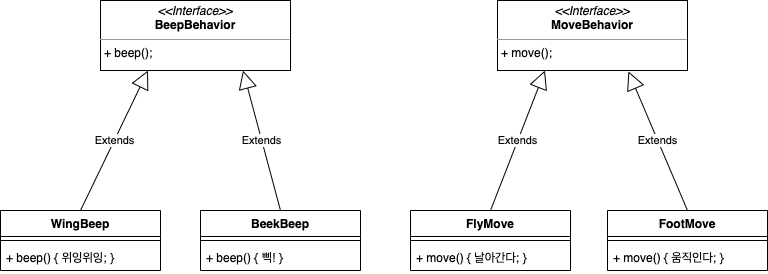 <<Interface>>
BeepBehavior
+ beep();
<<Interface>>
MoveBehavior
+ move();
Extends
Extends
Extends
Extends
WingBeep
+ beep() { 위잉위잉; }
BeekBeep
+ beep() { 삑! }
FlyMove
+ move() { 날아간다; }
FootMove
+ move() { 움직인다; }